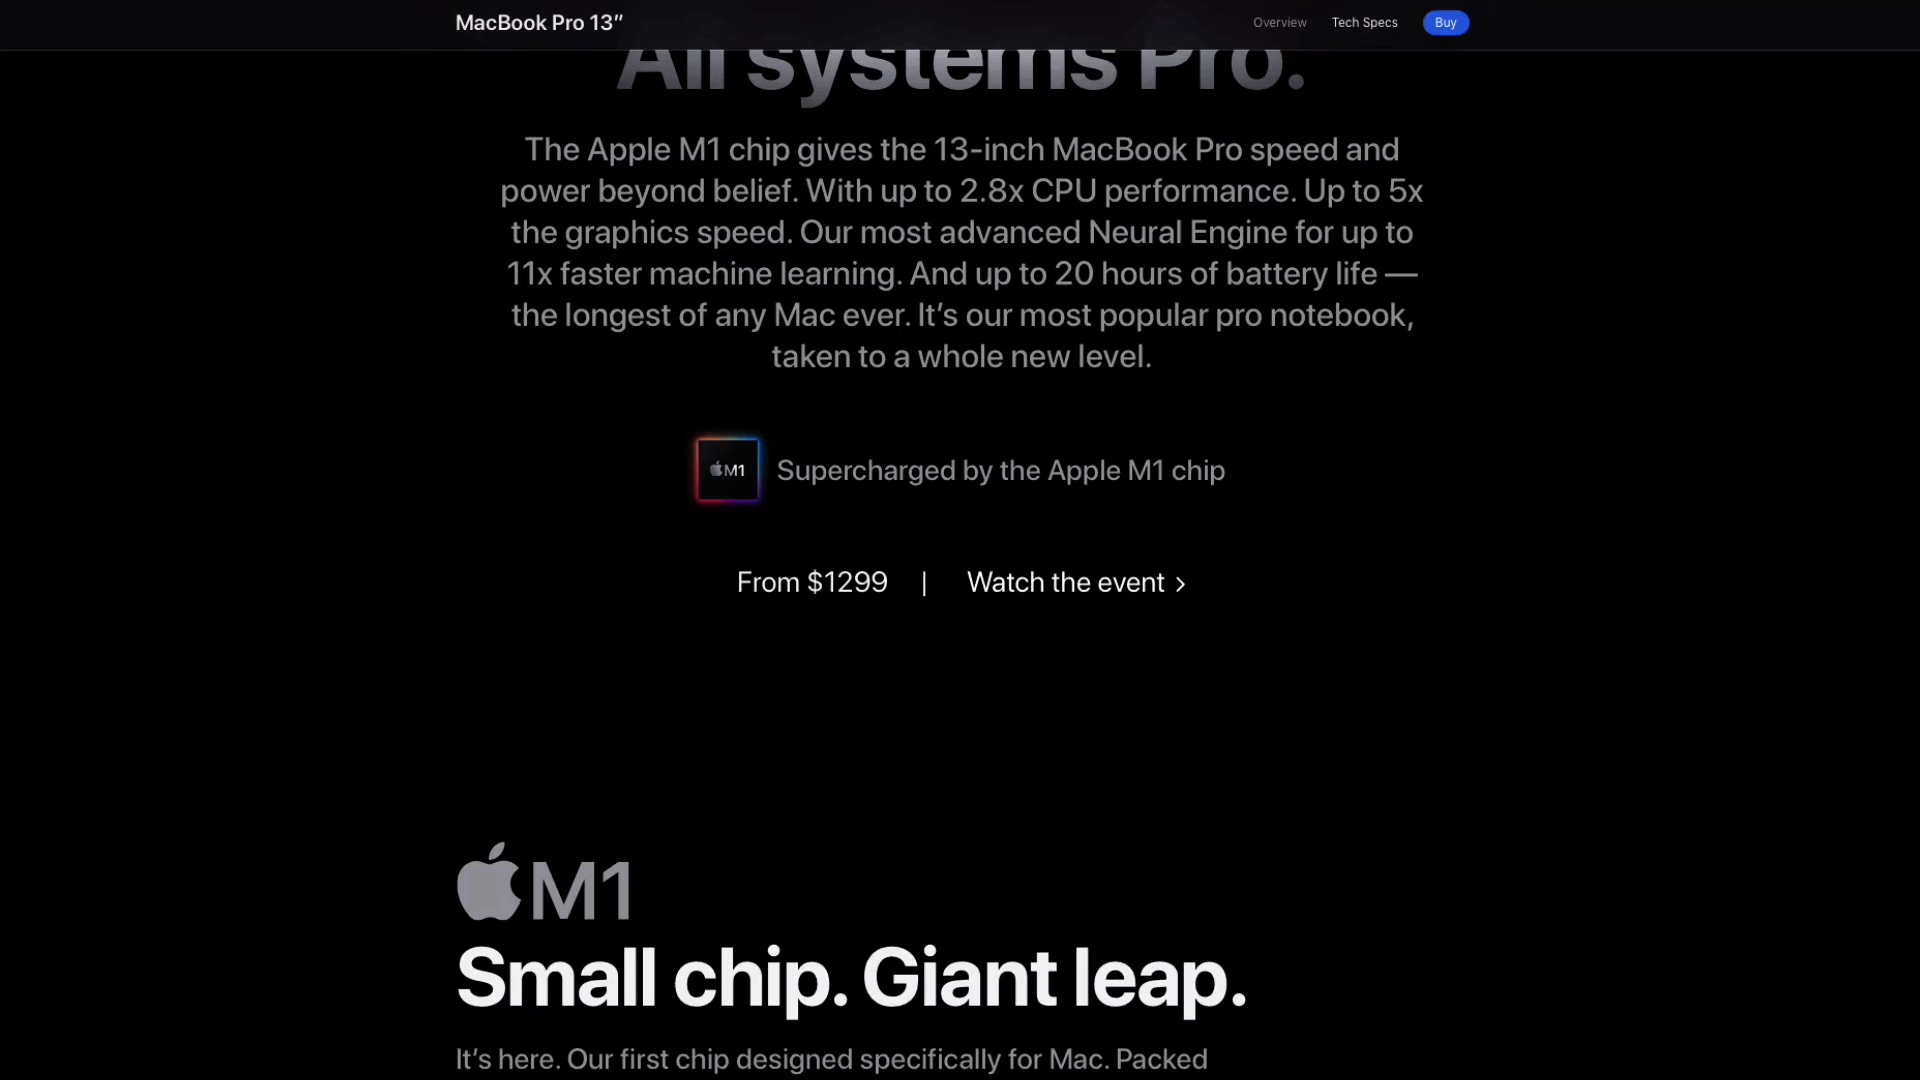 MacBook Pro 13″
Overview
Tech Specs
Buy
All systems Pro.
The Apple M1 chip gives the 13-inch MacBook Pro speed and
power beyond belief. With up to 2.8x CPU performance. Up to 5x
the graphics speed. Our most advanced Neural Engine for up to
11x faster machine learning. And up to 20 hours of battery life —
the longest of any Mac ever. It’s our most popular pro notebook,
taken to a whole new level.
M1
Supercharged by the Apple M1 chip
From $1299 | Watch the event >
M1
Small chip. Giant leap.
It’s here. Our first chip designed specifically for Mac. Packed